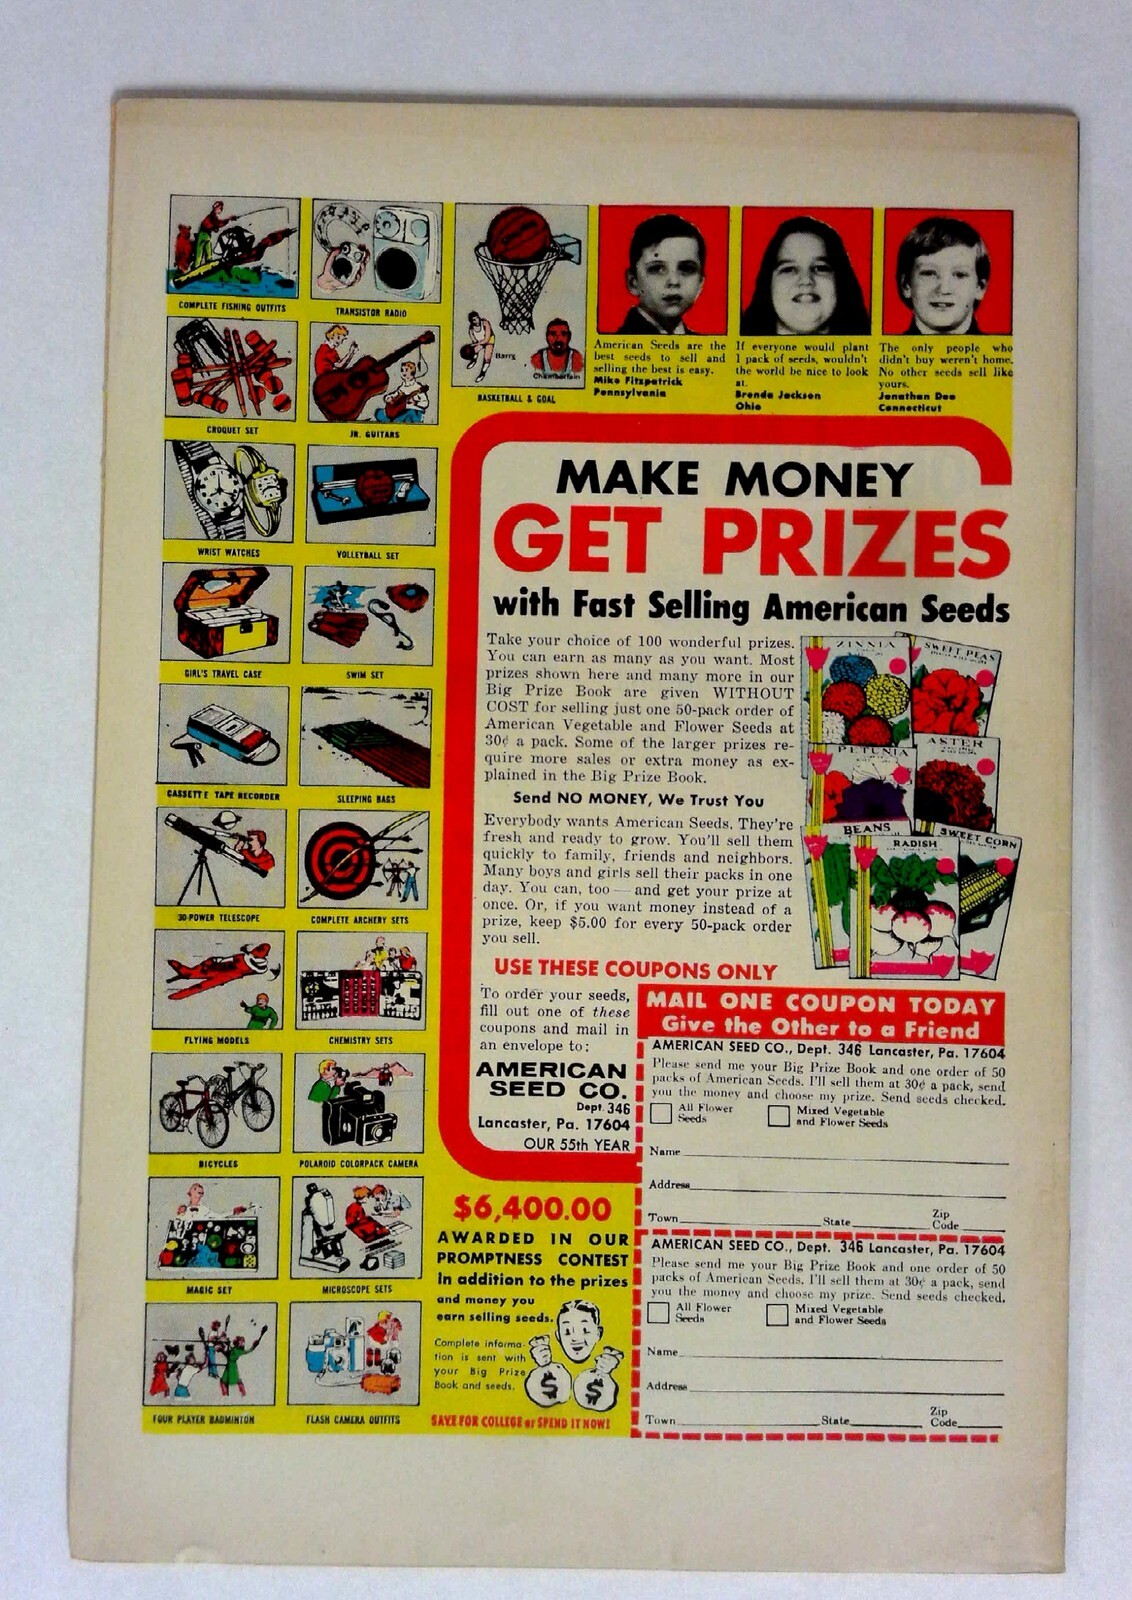 COMPLETE FISHING OUTFITS
TRANSISTOR RADIO
CROQUET SET
JR. GUITARS
WRIST WATCHES
VOLLEYBALL SET
GIRL'S TRAVEL CASE
SWIM SET
CASSETTE TAPE RECORDER
SLEEPING BAGS
30-POWER TELESCOPE
COMPLETE ARCHERY SETS
FLYING MODELS
CHEMISTRY SETS
BICYCLES
POLAROID COLORPACK CAMERA
MAGIC SET
MICROSCOPE SETS
FOUR PLAYER BADMINTON
FLASH CAMERA OUTFITS
Barry
Chamberlain
BASKETBALL & GOAL
American Seeds are the
best seeds to sell and
selling the best is easy.
Mike Fitzpatrick
Pennsylvania
If everyone would plant
1 pack of seeds, wouldn't
the world be nice to look
at.
Brenda Jackson
Ohio
The only people who
didn't buy weren't home.
No other seeds sell like
yours.
Jonathan Dee
Connecticut
MAKE MONEY
GET PRIZES
with Fast Selling American Seeds
Take your choice of 100 wonderful prizes.
You can earn as many as you want. Most
prizes shown here and many more in our
Big Prize Book are given WITHOUT
COST for selling just one 50-pack order of
American Vegetable and Flower Seeds at
30¢ a pack. Some of the larger prizes re-
quire more sales or extra money as ex-
plained in the Big Prize Book.
Send NO MONEY, We Trust You
Everybody wants American Seeds. They're
fresh and ready to grow. You'll sell them
quickly to family, friends and neighbors.
Many boys and girls sell their packs in one
day. You can, too — and get your prize at
once. Or, if you want money instead of a
prize, keep $5.00 for every 50-pack order
you sell.
ZINNIA
SWEET PEAS
PETUNIA
ASTER
BEANS
SWEET CORN
RADISH
USE THESE COUPONS ONLY
To order your seeds,
fill out one of these
coupons and mail in
an envelope to:
AMERICAN
SEED CO.
Dept. 346
Lancaster, Pa. 17604
OUR 55th YEAR
$6,400.00
AWARDED IN OUR
PROMPTNESS CONTEST
In addition to the prizes
and money you
earn selling seeds.
Complete informa-
tion is sent with
your Big Prize
Book and seeds.
$ $
SAVE FOR COLLEGE or SPEND IT NOW!
MAIL ONE COUPON TODAY
Give the Other to a Friend
AMERICAN SEED CO., Dept. 346 Lancaster, Pa. 17604
Please send me your Big Prize Book and one order of 50
packs of American Seeds. I'll sell them at 30¢ a pack, send
you the money and choose my prize. Send seeds checked.
All Flower Seeds
Mixed Vegetable and Flower Seeds
Name
Address
Town State Zip Code
AMERICAN SEED CO., Dept. 346 Lancaster, Pa. 17604
Please send me your Big Prize Book and one order of 50
packs of American Seeds. I'll sell them at 30¢ a pack, send
you the money and choose my prize. Send seeds checked.
All Flower Seeds
Mixed Vegetable and Flower Seeds
Name
Address
Town State Zip Code